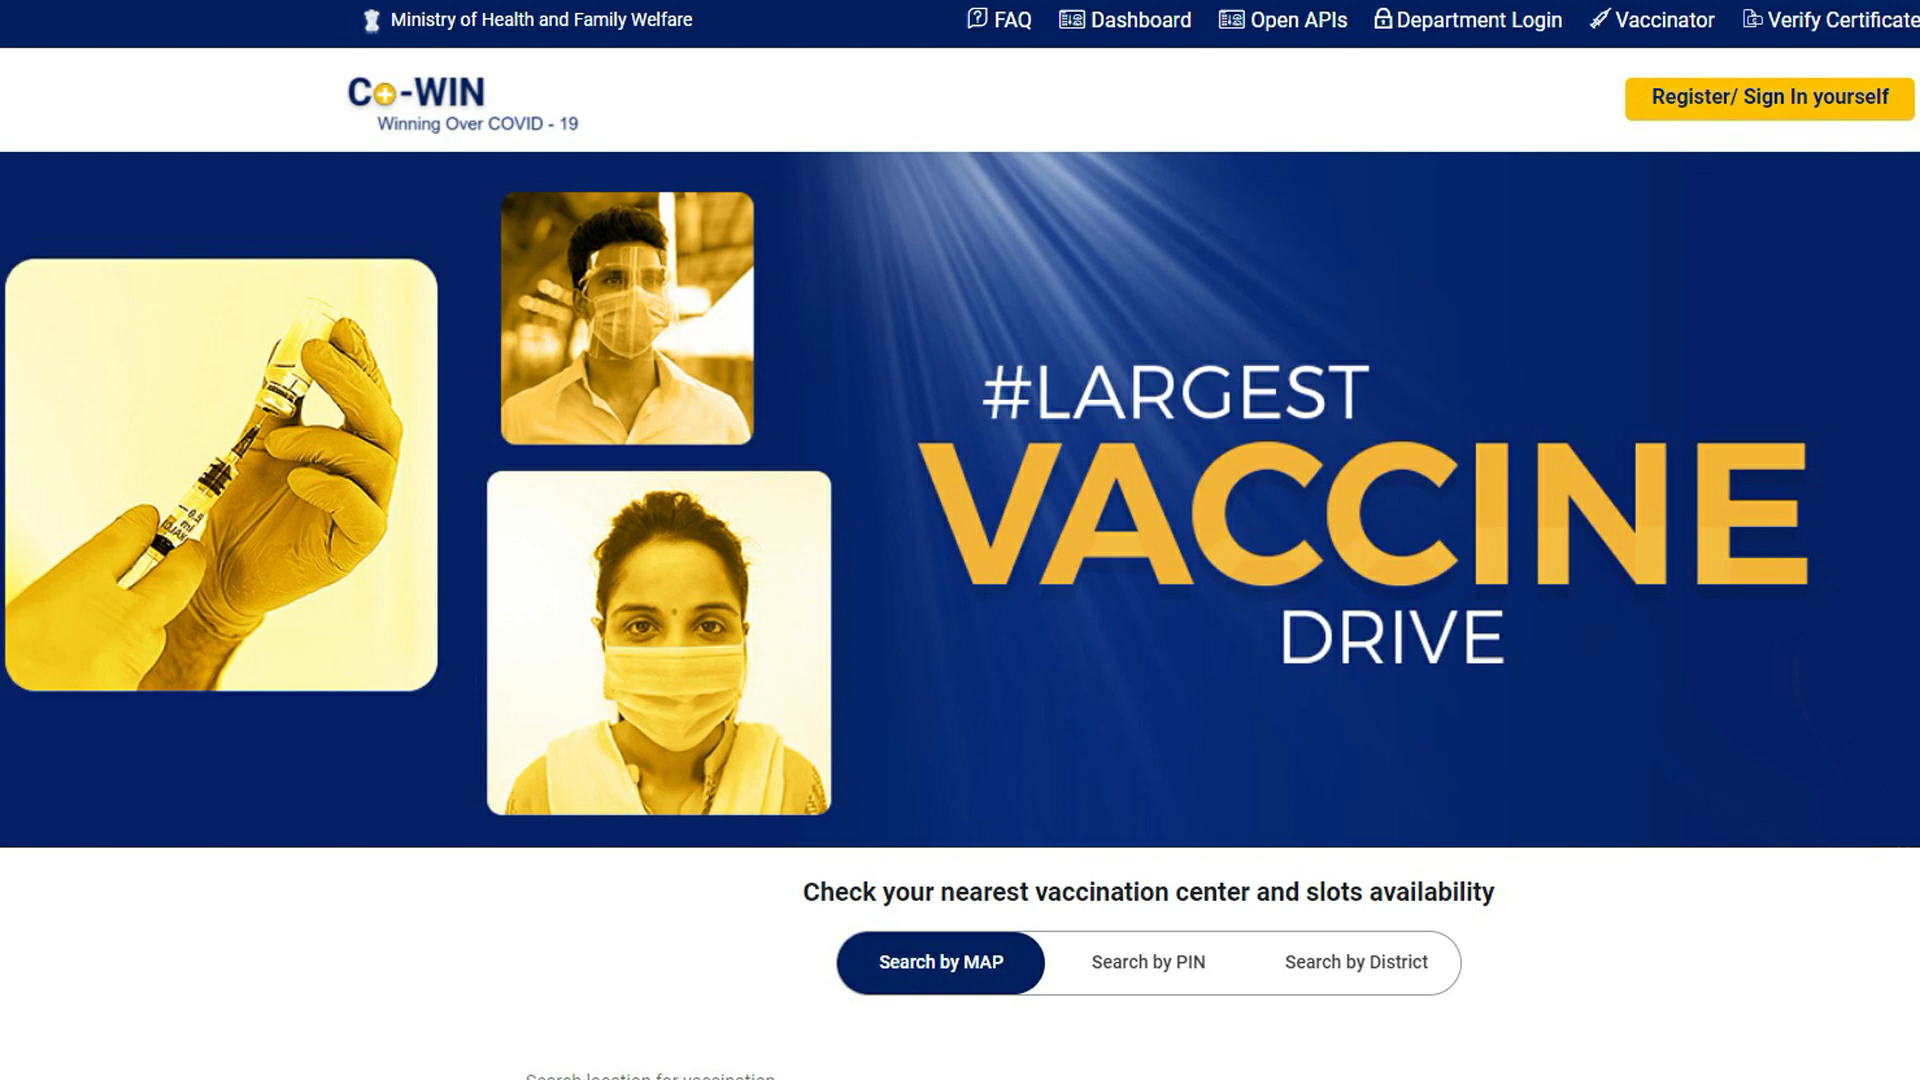 Ministry of Health and Family Welfare
FAQ Dashboard Open APIs Department Login Vaccinator Verify Certificate
Co-WIN
Winning Over COVID - 19
Register/ Sign In yourself
#LARGEST
VACCINE
DRIVE
Check your nearest vaccination center and slots availability
Search by MAP Search by PIN Search by District
Search location for vaccination